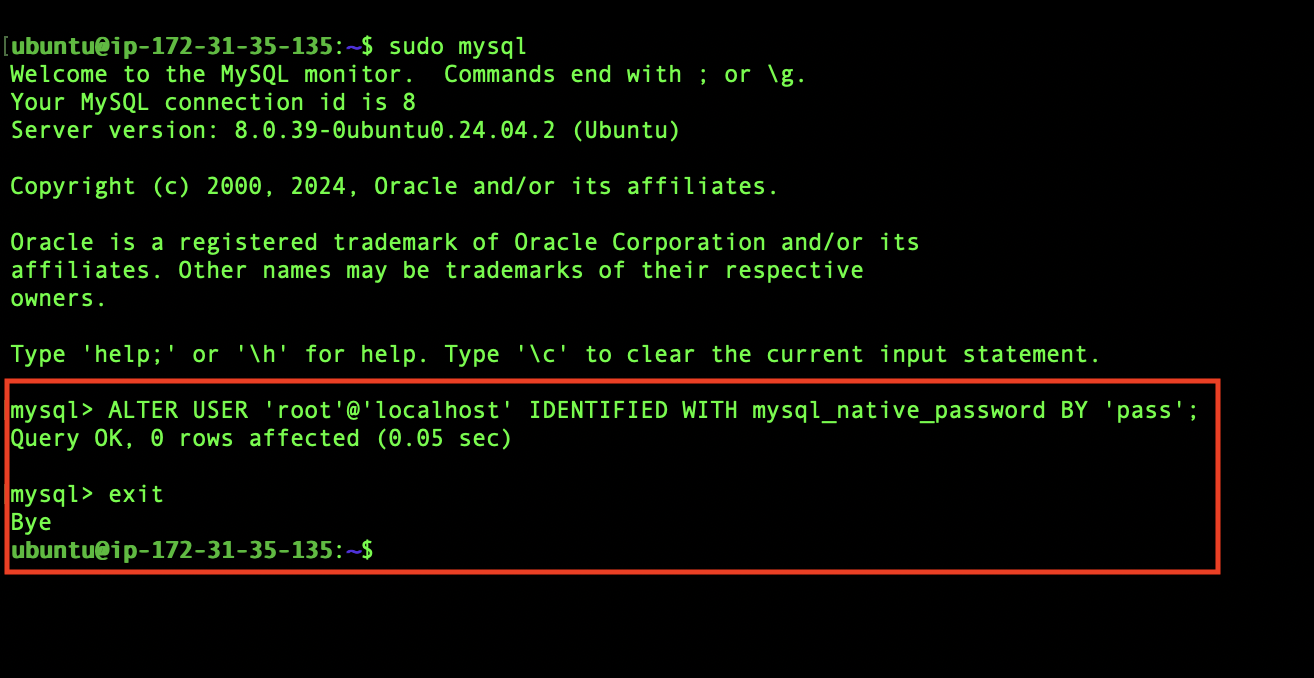 [ubuntu@ip-172-31-35-135:~$ sudo mysql
Welcome to the MySQL monitor.  Commands end with ; or \g.
Your MySQL connection id is 8
Server version: 8.0.39-0ubuntu0.24.04.2 (Ubuntu)
Copyright (c) 2000, 2024, Oracle and/or its affiliates.
Oracle is a registered trademark of Oracle Corporation and/or its
affiliates. Other names may be trademarks of their respective
owners.
Type 'help;' or '\h' for help. Type '\c' to clear the current input statement.
mysql> ALTER USER 'root'@'localhost' IDENTIFIED WITH mysql_native_password BY 'pass';
Query OK, 0 rows affected (0.05 sec)
mysql> exit
Bye
ubuntu@ip-172-31-35-135:~$